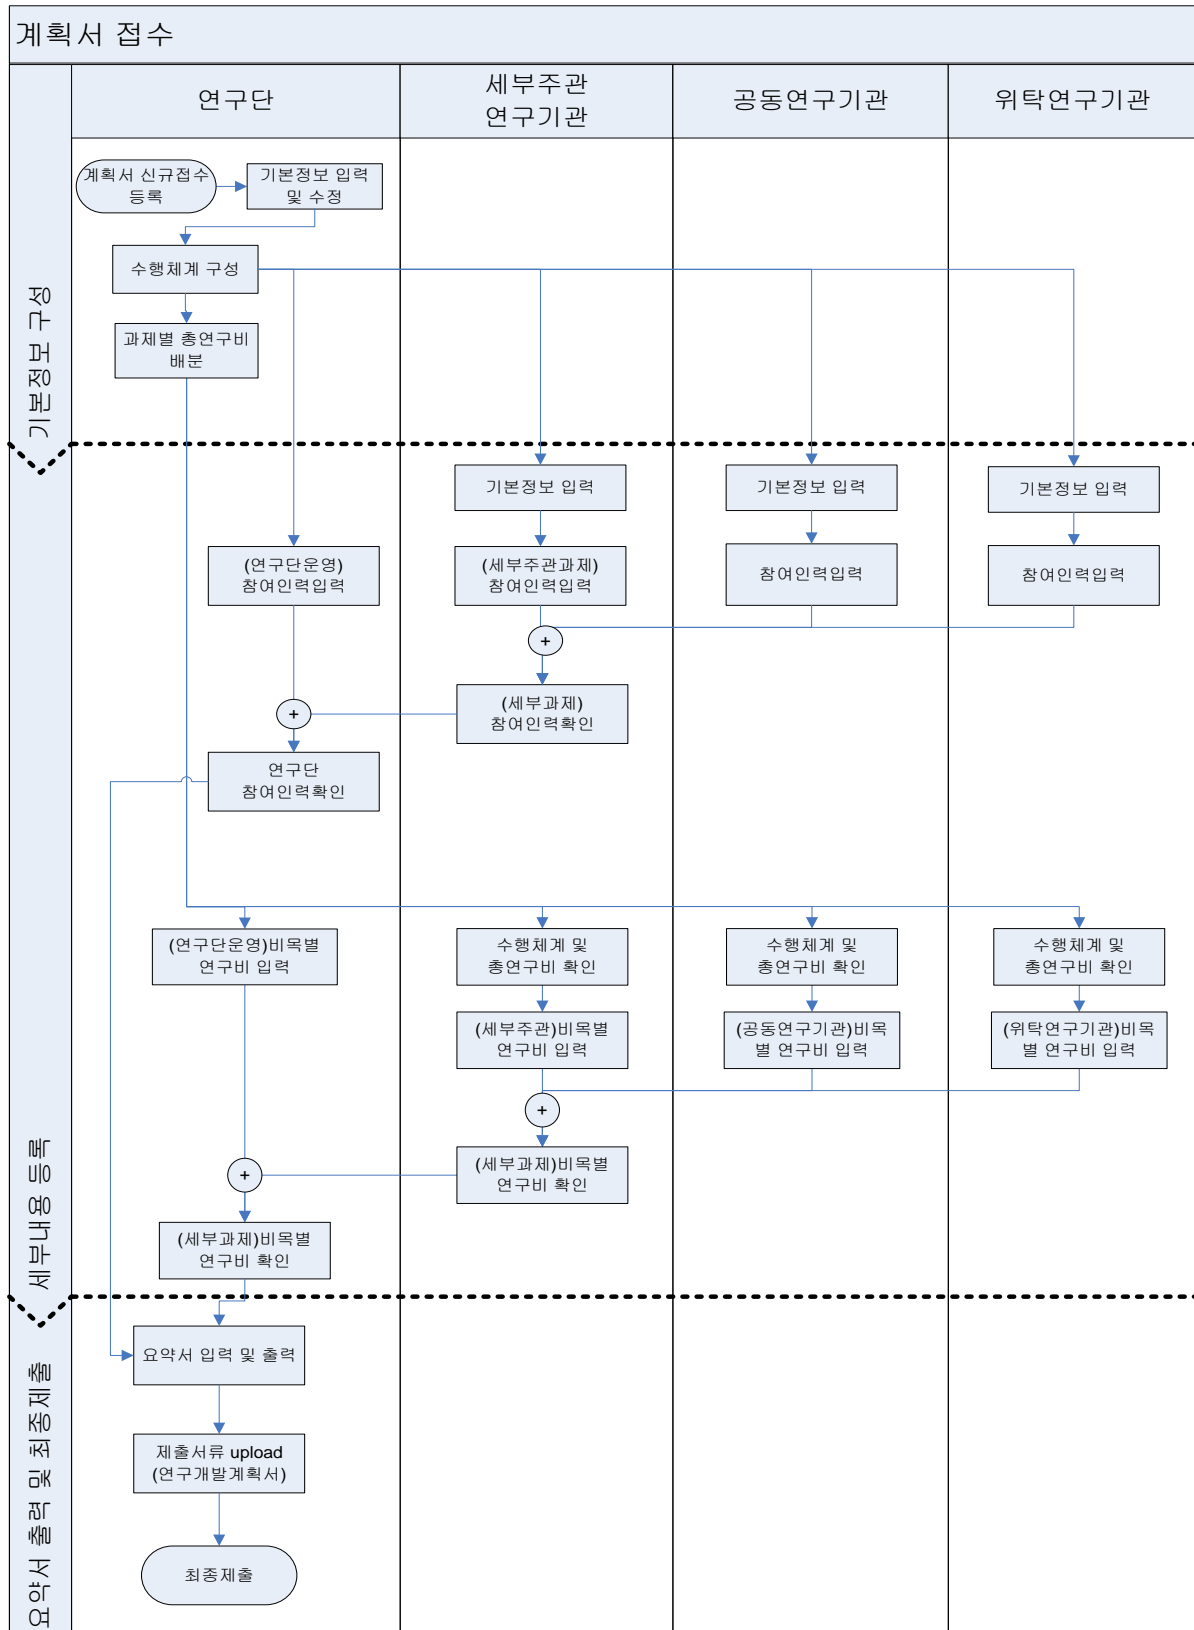 계획서 접수
연구단
세부주관
연구기관
공동연구기관
위탁연구기관
기본정보 구성
계획서 신규접수
등록
기본정보 입력
및 수정
수행체계 구성
과제별 총연구비
배분
세부내용 등록
기본정보 입력
기본정보 입력
기본정보 입력
(연구단운영)
참여인력입력
(세부주관과제)
참여인력입력
참여인력입력
참여인력입력
+
(세부과제)
참여인력확인
+
연구단
참여인력확인
(연구단운영)비목별
연구비 입력
수행체계 및
총연구비 확인
수행체계 및
총연구비 확인
수행체계 및
총연구비 확인
(세부주관)비목별
연구비 입력
(공동연구기관)비목
별 연구비 입력
(위탁연구기관)비목
별 연구비 입력
+
(세부과제)비목별
연구비 확인
+
(세부과제)비목별
연구비 확인
요약서 출력 및 최종제출
요약서 입력 및 출력
제출서류 upload
(연구개발계획서)
최종제출